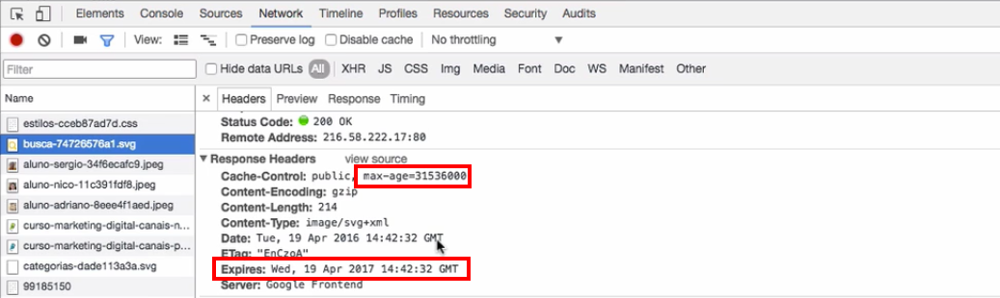 Elements Console Sources Network Timeline Profiles Resources Security Audits
View: Preserve log Disable cache No throttling ▼
Filter Hide data URLs All XHR JS CSS Img Media Font Doc WS Manifest Other
Name
× Headers Preview Response Timing
estilos-cceb87ad7d.css
busca-74726576a1.svg
aluno-sergio-34f6ecafc9.jpeg
aluno-nico-11c391fdf8.jpeg
aluno-adriano-8eee4f1aed.jpeg
curso-marketing-digital-canais-n...
curso-marketing-digital-canais-p...
categorias-dade113a3a.svg
99185150
Status Code: 200 OK
Remote Address: 216.58.222.17:80
▼Response Headers view source
Cache-Control: public, max-age=31536000
Content-Encoding: gzip
Content-Length: 214
Content-Type: image/svg+xml
Date: Tue, 19 Apr 2016 14:42:32 GMT
ETag: "EnCzoA"
Expires: Wed, 19 Apr 2017 14:42:32 GMT
Server: Google Frontend